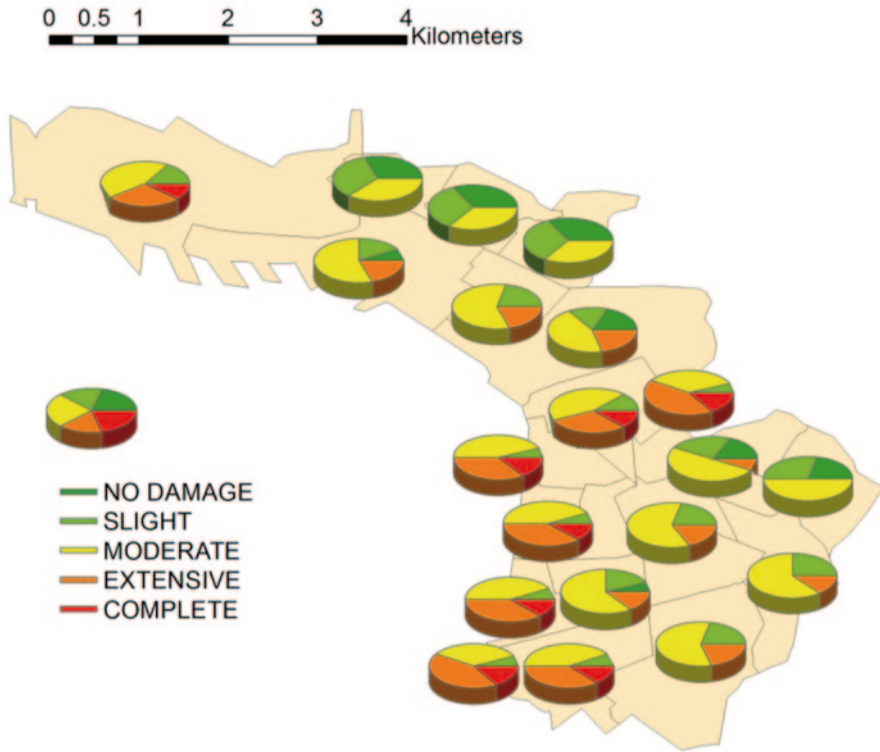 0 0.5 1 2 3 4
Kilometers
NO DAMAGE
SLIGHT
MODERATE
EXTENSIVE
COMPLETE